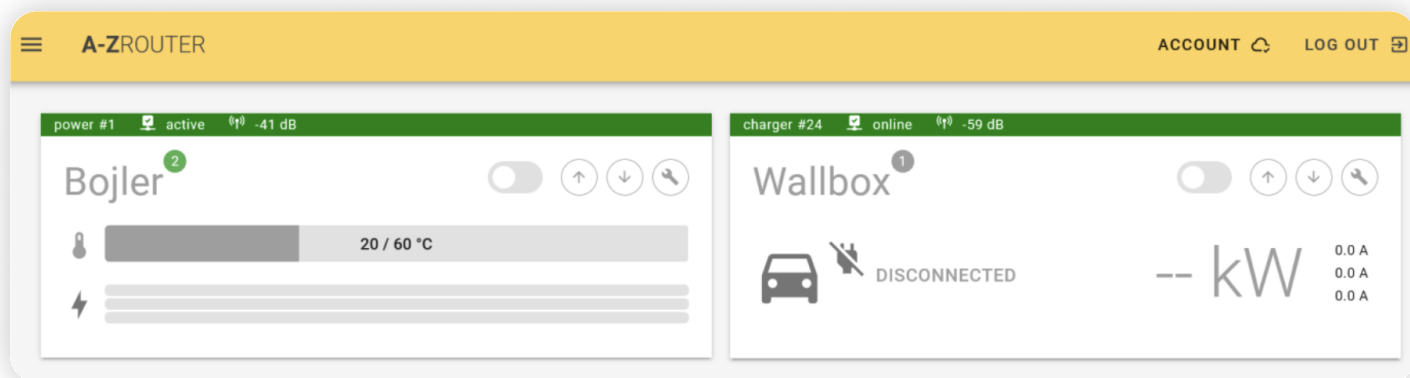 A-ZROUTER
ACCOUNT
LOG OUT
power #1 active -41 dB
Bojler 2
20 / 60 °C
charger #24 online -59 dB
Wallbox 1
DISCONNECTED
-- kW
0.0 A
0.0 A
0.0 A